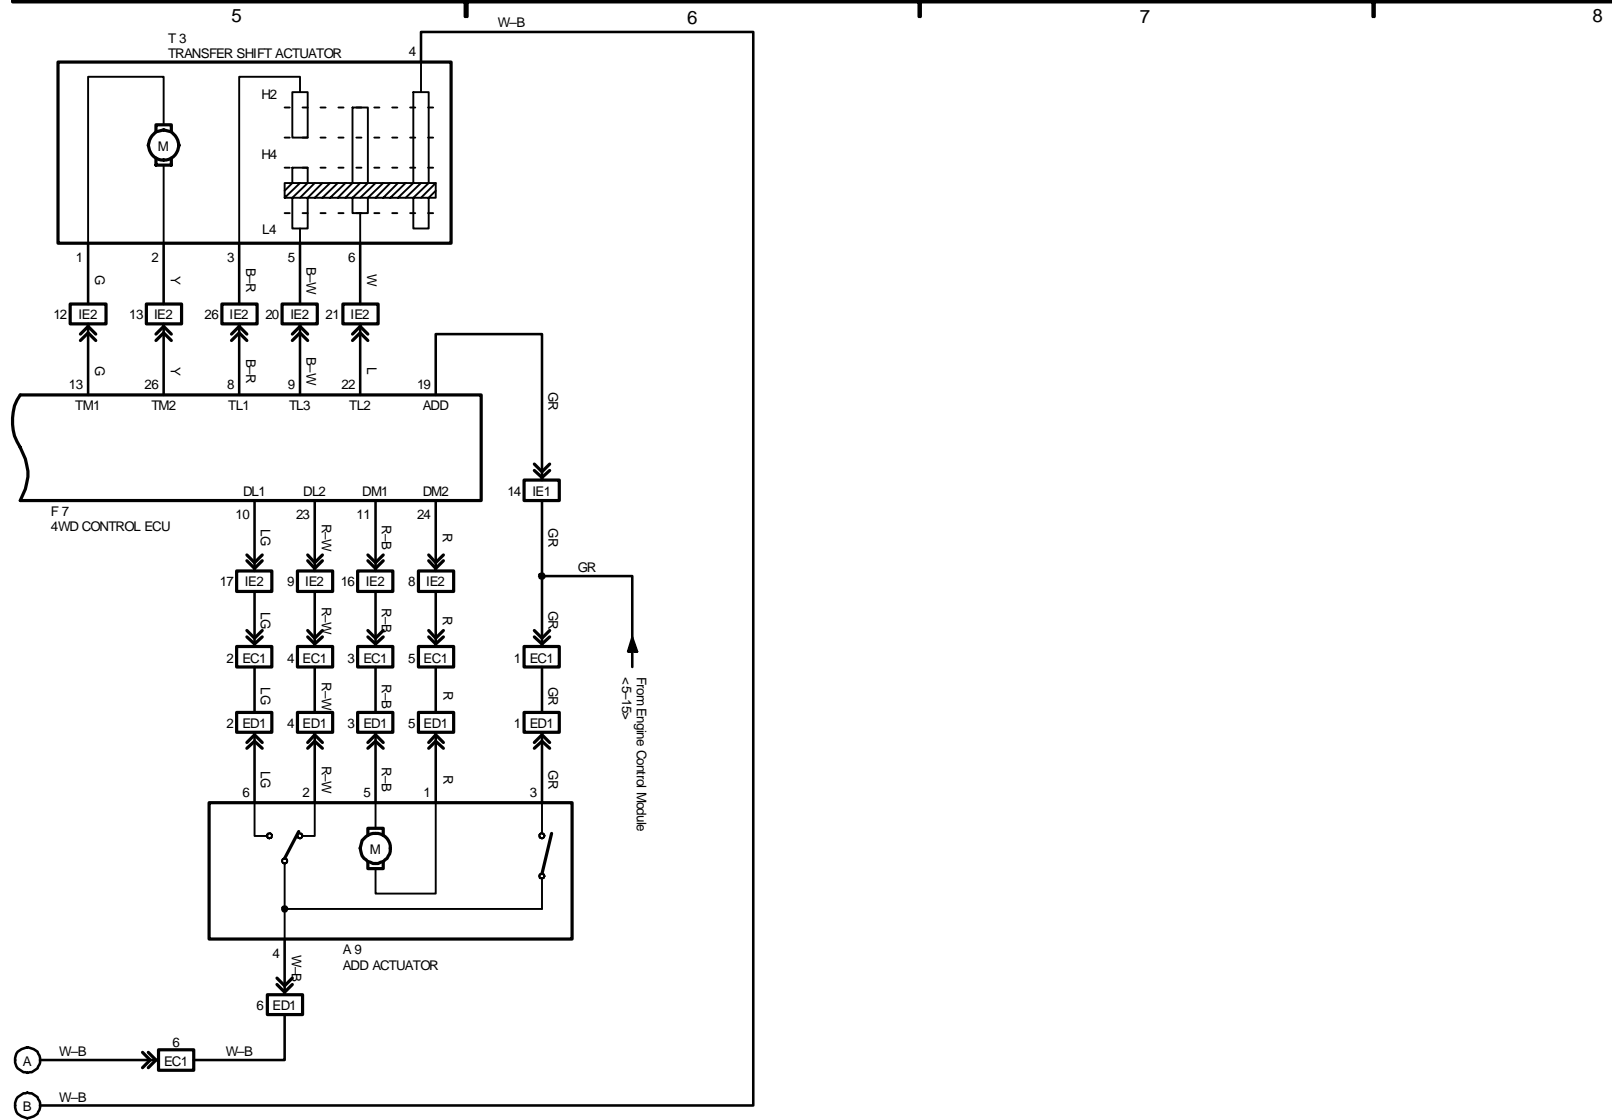 5 6 7 8
W–B
T 3
TRANSFER SHIFT ACTUATOR 4
H2
M
H4
L4
1 2 3 5 6
G Y B–R B–W W
12 IE2 13 IE2 26 IE2 20 IE2 21 IE2
G Y B–R B–W L
13 26 8 9 22 19
TM1 TM2 TL1 TL3 TL2 ADD
GR
DL1 DL2 DM1 DM2
14 IE1
F 7
4WD CONTROL ECU
10 23 11 24
LG R–W R–B R GR
GR
17 IE2 9 IE2 16 IE2 8 IE2
LG R–W R–B R GR
2 EC1 4 EC1 3 EC1 5 EC1 1 EC1
From Engine Control Module
<5–15>
LG R–W R–B R GR
2 ED1 4 ED1 3 ED1 5 ED1 1 ED1
LG R–W R–B R GR
6 2 5 1 3
M
4
A 9
ADD ACTUATOR
W–B
6 ED1
6
A W–B EC1 W–B
B W–B